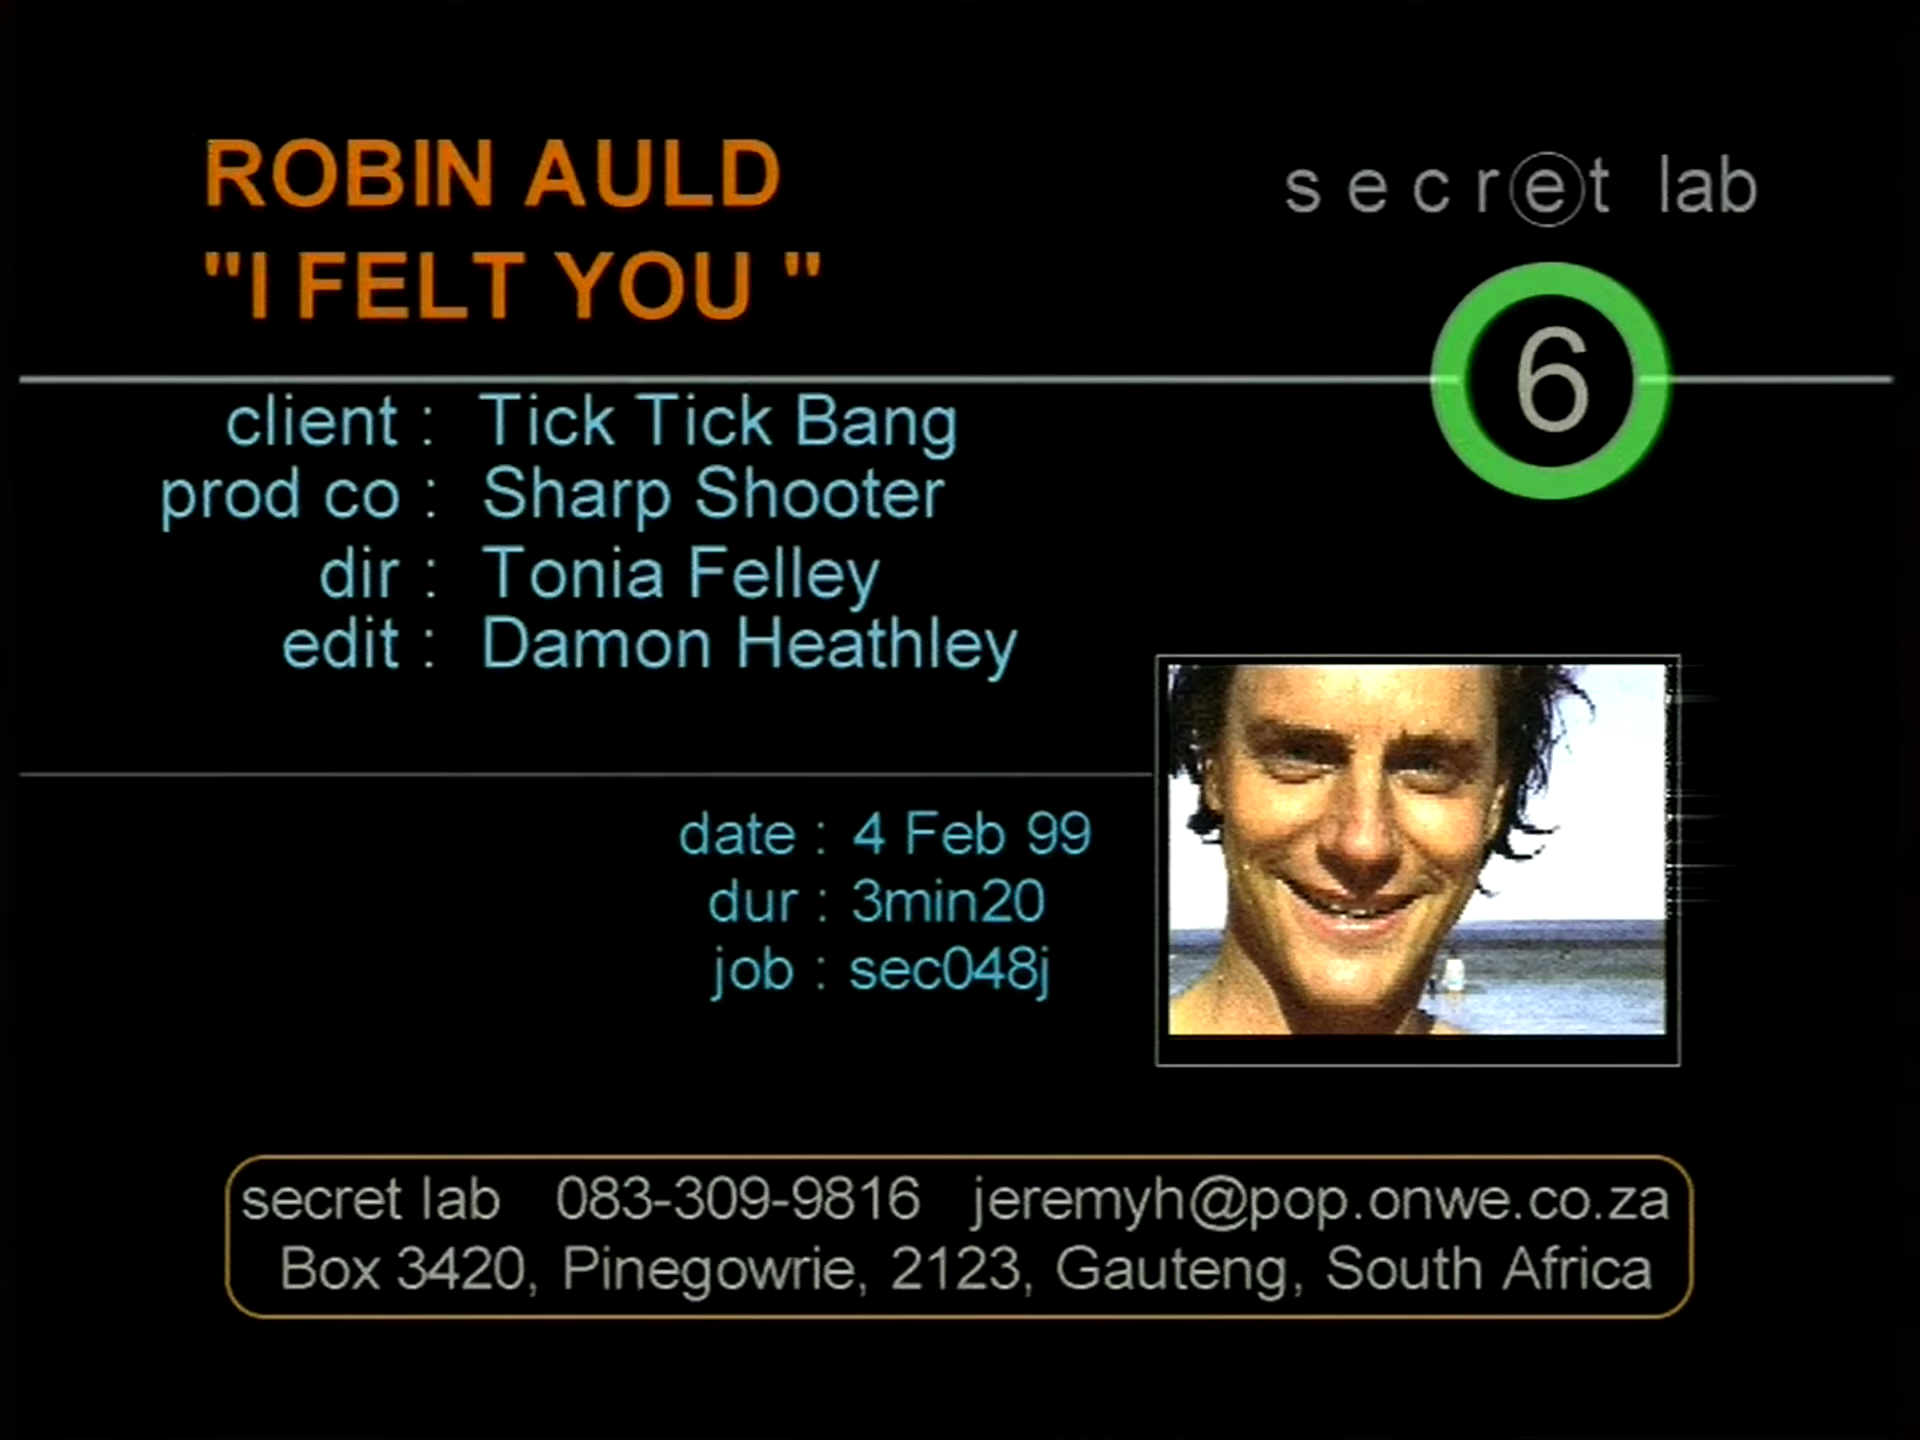 ROBIN AULD
"I FELT YOU "
secret lab
6
client : Tick Tick Bang
prod co : Sharp Shooter
dir : Tonia Felley
edit : Damon Heathley
date : 4 Feb 99
dur : 3min20
job : sec048j
secret lab 083-309-9816 jeremyh@pop.onwe.co.za
Box 3420, Pinegowrie, 2123, Gauteng, South Africa